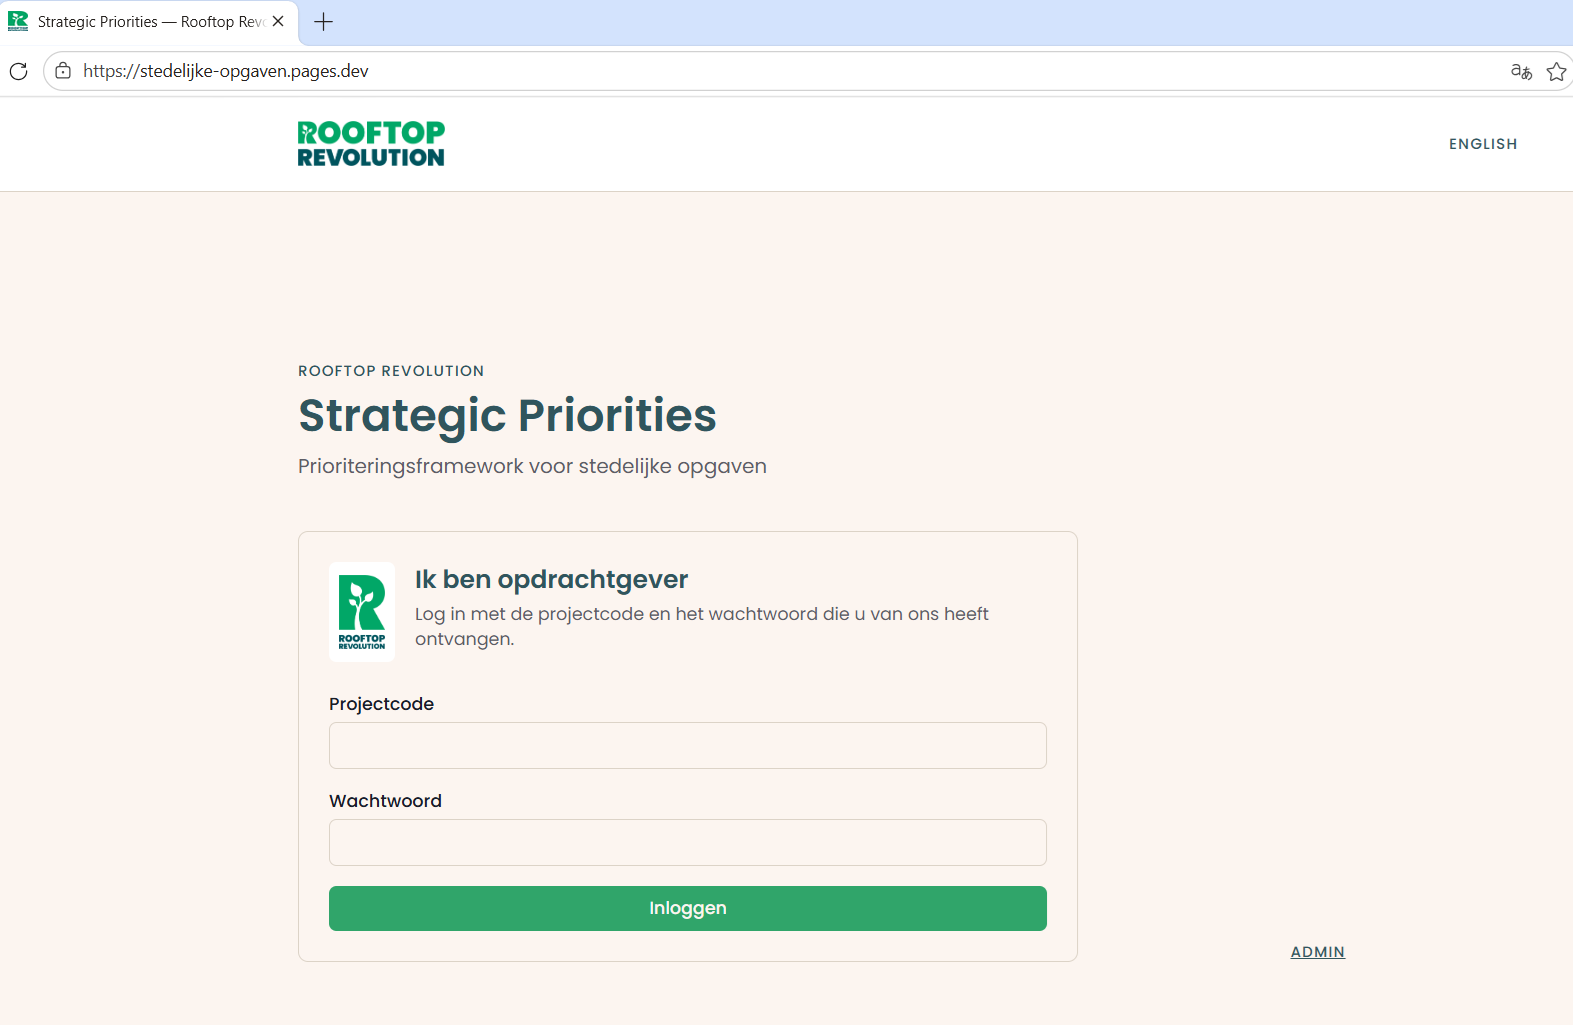 Strategic Priorities — Rooftop Rev
https://stedelijke-opgaven.pages.dev
ROOFTOP
REVOLUTION
ENGLISH
ROOFTOP REVOLUTION
Strategic Priorities
Prioriteringsframework voor stedelijke opgaven
ROOFTOP
REVOLUTION
Ik ben opdrachtgever
Log in met de projectcode en het wachtwoord die u van ons heeft
ontvangen.
Projectcode
Wachtwoord
Inloggen
ADMIN